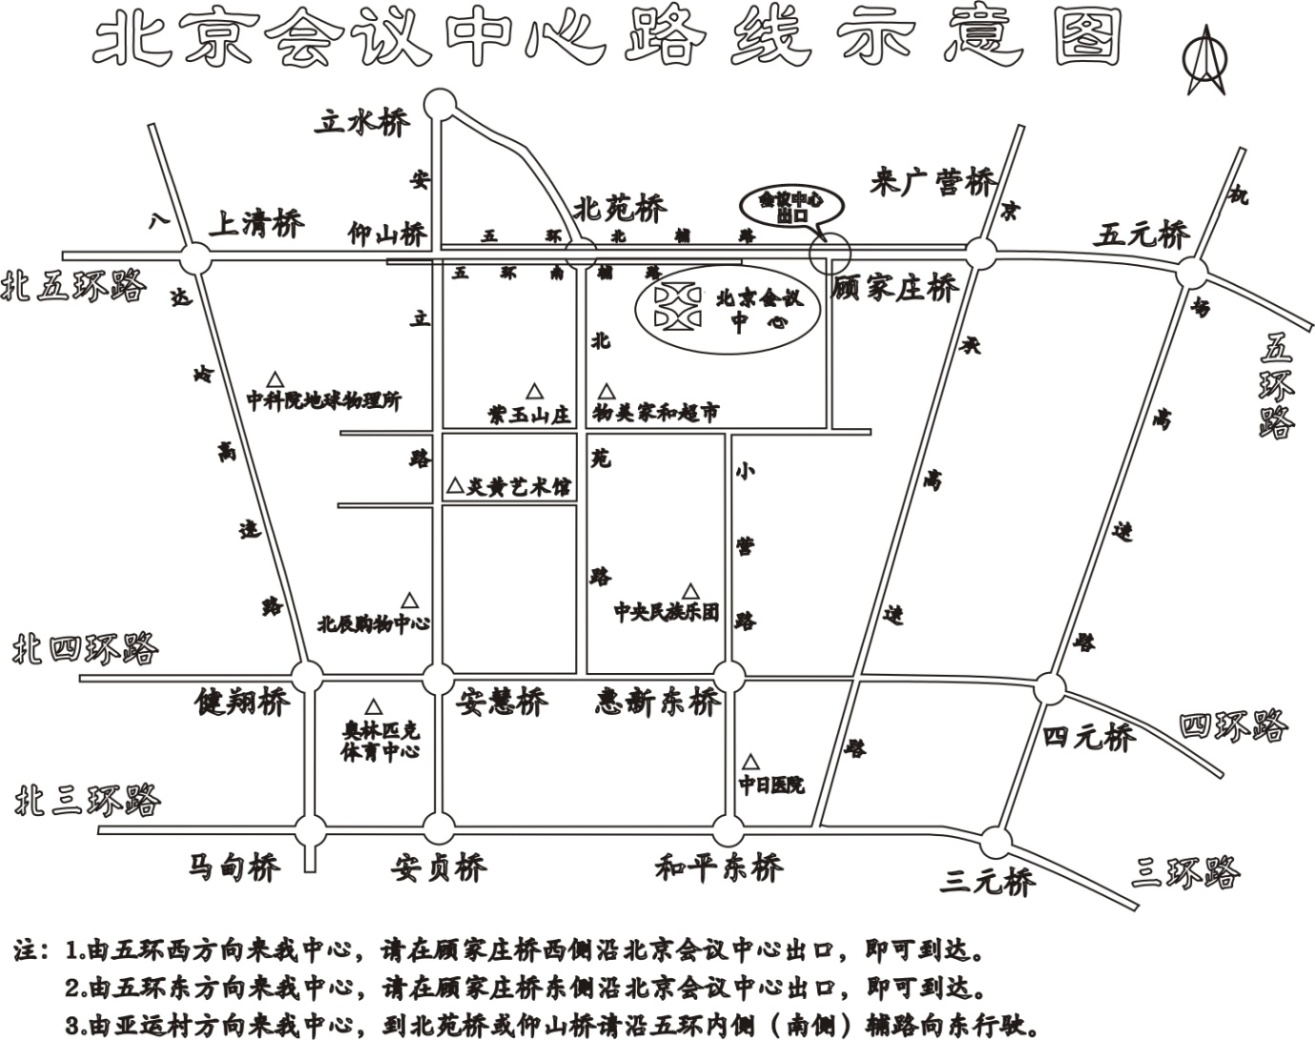 北京会议中心路线示意图
立水桥
安立路
八达岭高速路
上清桥
仰山桥
北苑桥
五环北辅路
五环南辅路
会议中心
出口
来广营桥
京承高速路
五元桥
机场高速路
北五环路
顾家庄桥
北京会议
中心
五环路
中科院地球物理所
紫玉山庄
物美家和超市
北苑路
炎黄艺术馆
小营路
北辰购物中心
中央民族乐团
北四环路
健翔桥
安慧桥
惠新东桥
四元桥
四环路
奥林匹克
体育中心
中日医院
北三环路
马甸桥
安贞桥
和平东桥
三元桥
三环路
注：1.由五环西方向来我中心，请在顾家庄桥西侧沿北京会议中心出口，即可到达。
2.由五环东方向来我中心，请在顾家庄桥东侧沿北京会议中心出口，即可到达。
3.由亚运村方向来我中心，到北苑桥或仰山桥请沿五环内侧（南侧）辅路向东行驶。